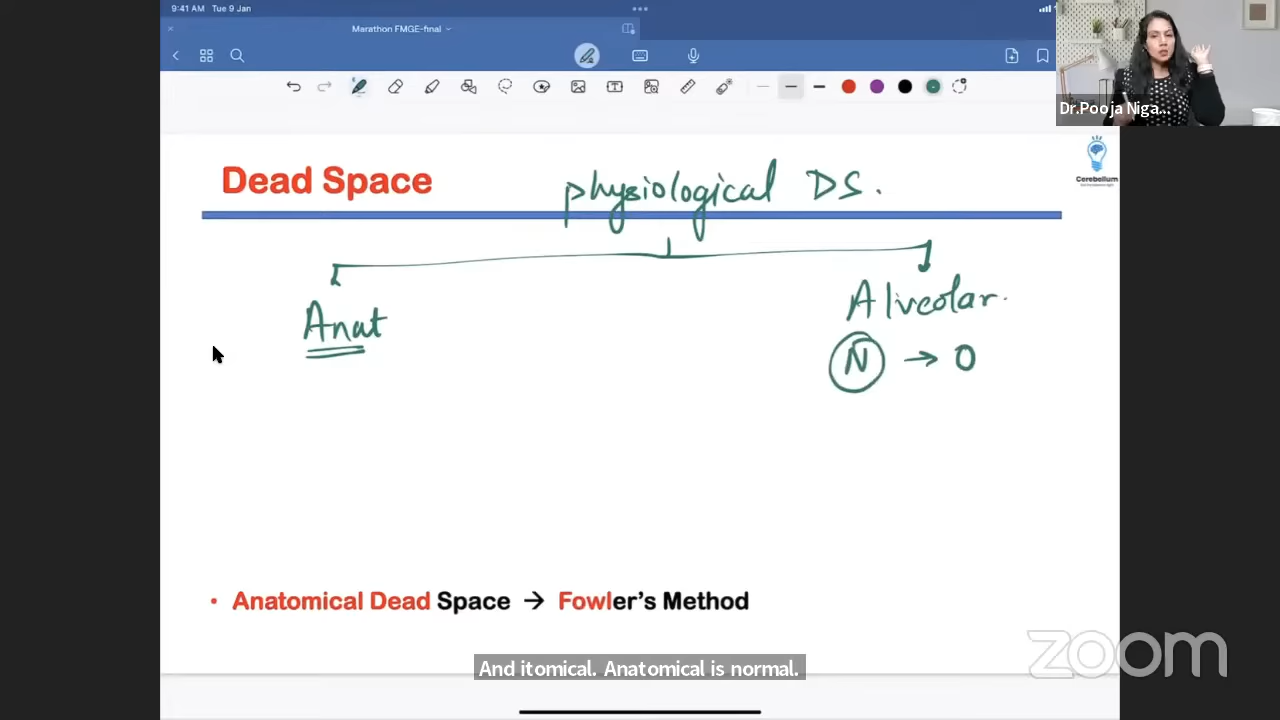 9:41 AM Tue 9 Jan
Marathon FMGE-final
Dr.Pooja Niga...
Dead Space
physiological DS.
Cerebellum
Anat
Alveolar.
N → 0
• Anatomical Dead Space → Fowler's Method
zoom
And itomical. Anatomical is normal.